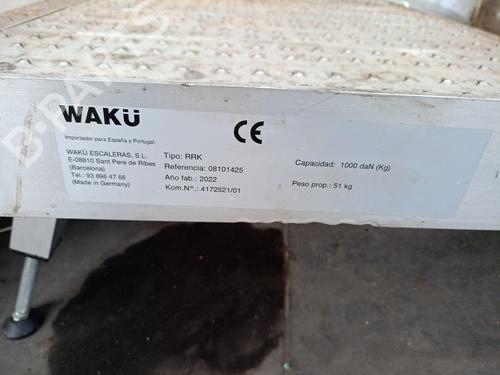 WAKÜ
Importador para España y Portugal:
WAKÜ ESCALERAS, S.L.
E-08810 Sant Pere de Ribes
(Barcelona)
Tel.: 93 896 47 66
(Made in Germany)
CE
Tipo: RRK
Referencia: 08101425
Año fab.: 2022
Kom.Nº.: 4172521/01
Capacidad: 1000 daN (Kg)
Peso prop.: 51 kg